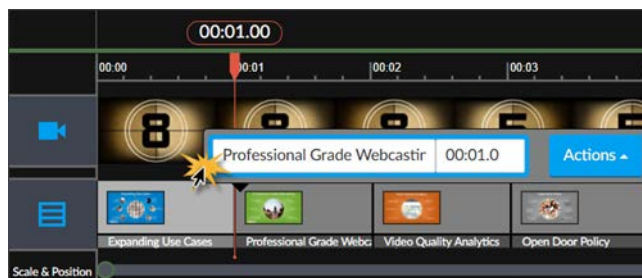 00:01.00
00:00 00:01 00:02 00:03
8
Professional Grade Webcastir 00:01.0 Actions
Expanding Use Cases Professional Grade Webca Video Quality Analytics Open Door Policy
Scale & Position